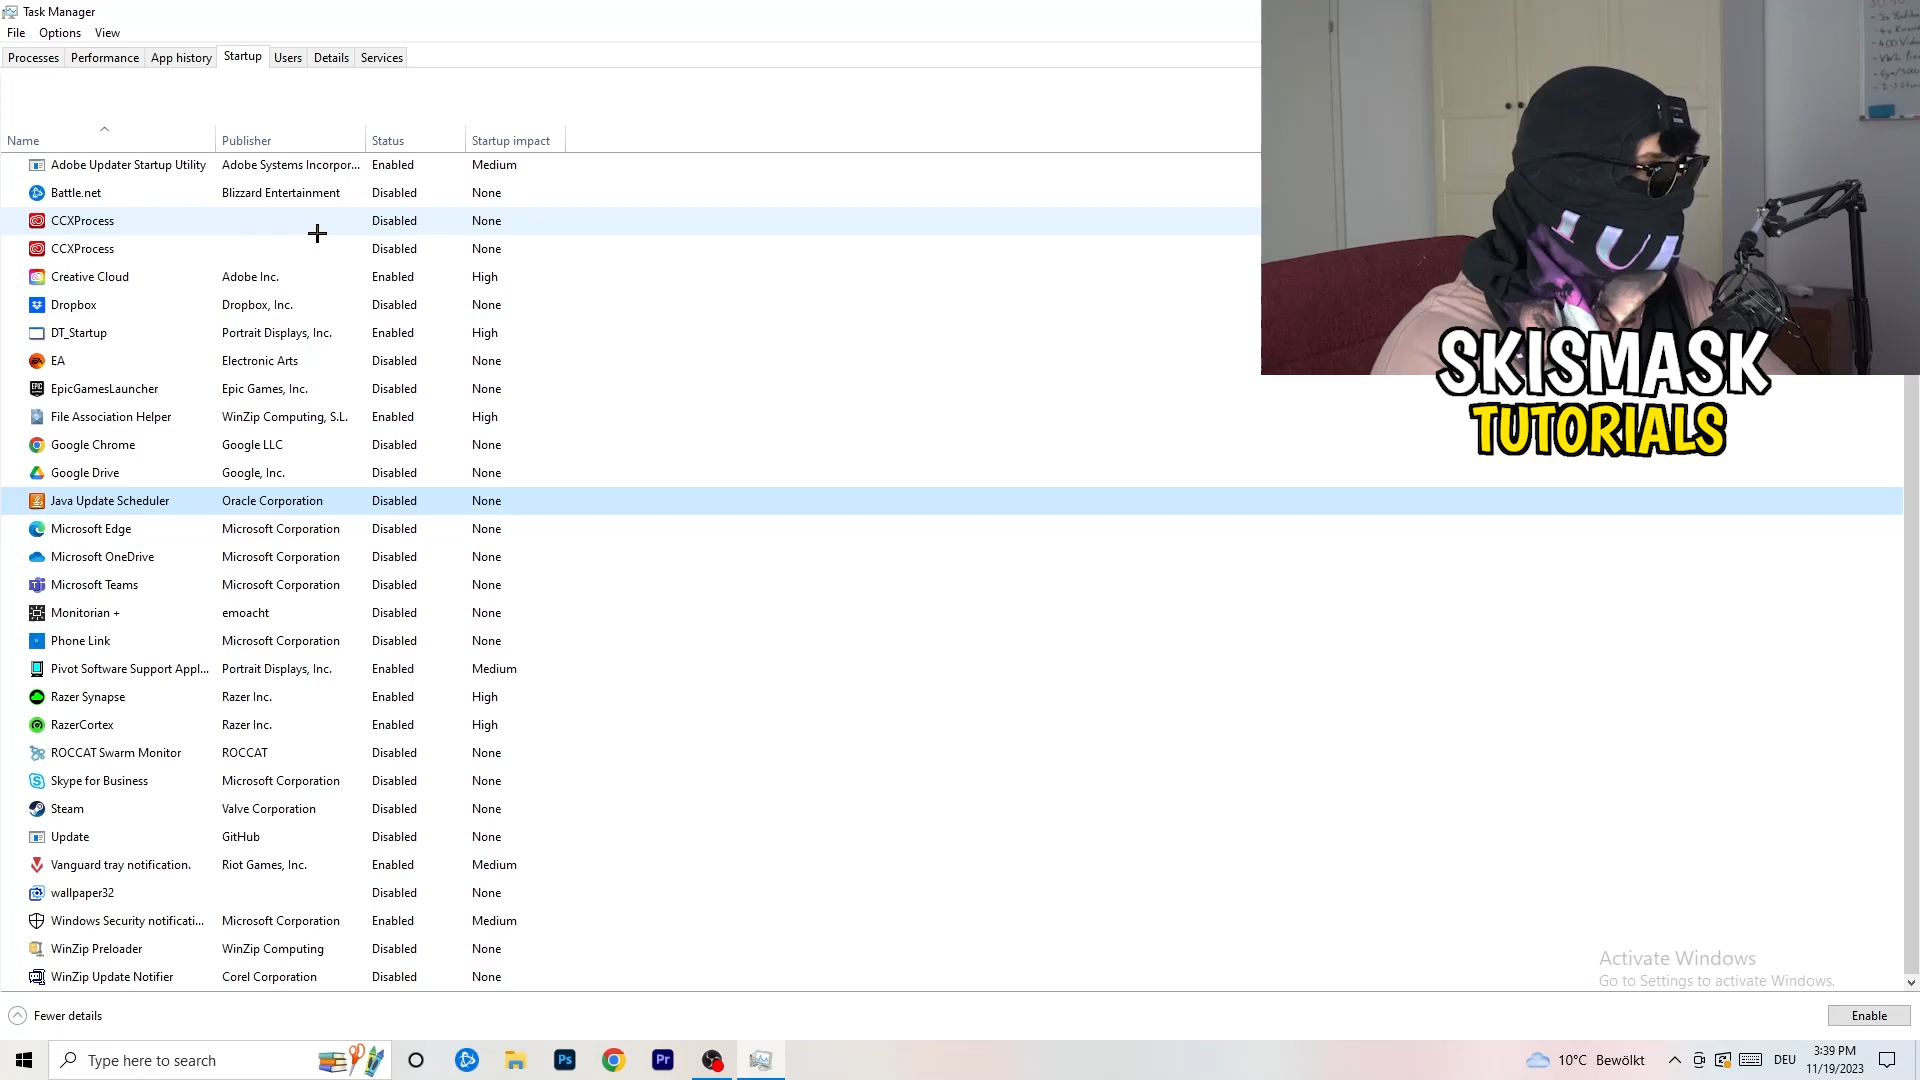 Task Manager
File Options View
Processes Performance App history Startup Users Details Services
Name Publisher Status Startup impact
Adobe Updater Startup Utility Adobe Systems Incorpor... Enabled Medium
Battle.net Blizzard Entertainment Disabled None
CCXProcess Disabled None
CCXProcess Disabled None
Creative Cloud Adobe Inc. Enabled High
Dropbox Dropbox, Inc. Disabled None
DT_Startup Portrait Displays, Inc. Enabled High
EA Electronic Arts Disabled None
EpicGamesLauncher Epic Games, Inc. Disabled None
File Association Helper WinZip Computing, S.L. Enabled High
Google Chrome Google LLC Disabled None
Google Drive Google, Inc. Disabled None
Java Update Scheduler Oracle Corporation Disabled None
Microsoft Edge Microsoft Corporation Disabled None
Microsoft OneDrive Microsoft Corporation Disabled None
Microsoft Teams Microsoft Corporation Disabled None
Monitorian + emoacht Disabled None
Phone Link Microsoft Corporation Disabled None
Pivot Software Support Appl... Portrait Displays, Inc. Enabled Medium
Razer Synapse Razer Inc. Enabled High
RazerCortex Razer Inc. Enabled High
ROCCAT Swarm Monitor ROCCAT Disabled None
Skype for Business Microsoft Corporation Disabled None
Steam Valve Corporation Disabled None
Update GitHub Disabled None
Vanguard tray notification. Riot Games, Inc. Enabled Medium
wallpaper32 Disabled None
Windows Security notificati... Microsoft Corporation Enabled Medium
WinZip Preloader WinZip Computing Disabled None
WinZip Update Notifier Corel Corporation Disabled None
SKISMASK
TUTORIALS
Activate Windows
Go to Settings to activate Windows.
Fewer details Enable
Type here to search Ps Pr 10°C Bewölkt DEU 3:39 PM
11/19/2023